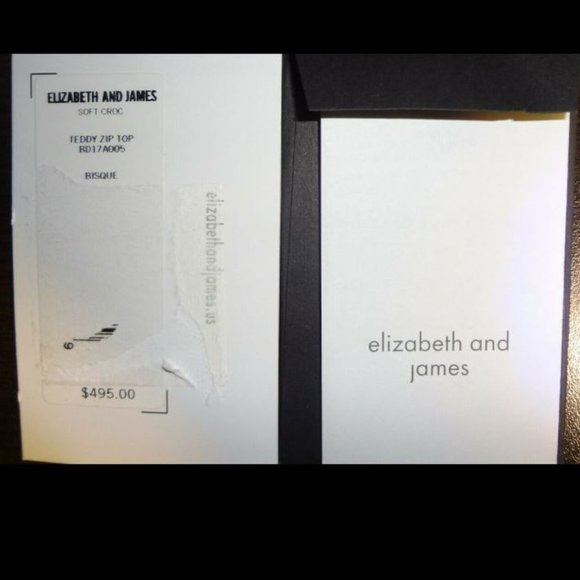 ELIZABETH AND JAMES
SOFT CROC
TEDDY ZIP TOP
BD17A005
BISQUE
elizabethandjames.us
6
$495.00
elizabeth and
james